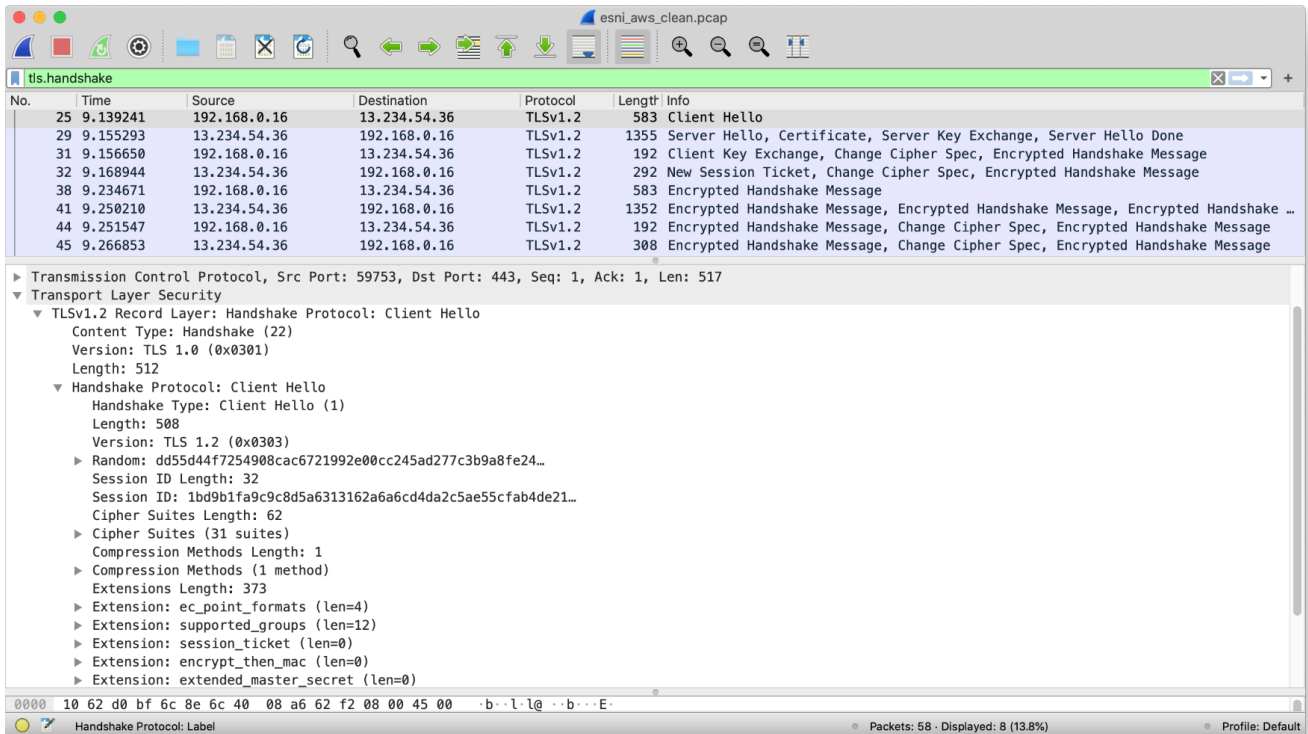 esni_aws_clean.pcap
tls.handshake
+
No. Time Source Destination Protocol Length Info
25 9.139241 192.168.0.16 13.234.54.36 TLSv1.2 583 Client Hello
29 9.155293 13.234.54.36 192.168.0.16 TLSv1.2 1355 Server Hello, Certificate, Server Key Exchange, Server Hello Done
31 9.156650 192.168.0.16 13.234.54.36 TLSv1.2 192 Client Key Exchange, Change Cipher Spec, Encrypted Handshake Message
32 9.168944 13.234.54.36 192.168.0.16 TLSv1.2 292 New Session Ticket, Change Cipher Spec, Encrypted Handshake Message
38 9.234671 192.168.0.16 13.234.54.36 TLSv1.2 583 Encrypted Handshake Message
41 9.250210 13.234.54.36 192.168.0.16 TLSv1.2 1352 Encrypted Handshake Message, Encrypted Handshake Message, Encrypted Handshake …
44 9.251547 192.168.0.16 13.234.54.36 TLSv1.2 192 Encrypted Handshake Message, Change Cipher Spec, Encrypted Handshake Message
45 9.266853 13.234.54.36 192.168.0.16 TLSv1.2 308 Encrypted Handshake Message, Change Cipher Spec, Encrypted Handshake Message
Transmission Control Protocol, Src Port: 59753, Dst Port: 443, Seq: 1, Ack: 1, Len: 517
Transport Layer Security
TLSv1.2 Record Layer: Handshake Protocol: Client Hello
Content Type: Handshake (22)
Version: TLS 1.0 (0x0301)
Length: 512
Handshake Protocol: Client Hello
Handshake Type: Client Hello (1)
Length: 508
Version: TLS 1.2 (0x0303)
Random: dd55d44f7254908cac6721992e00cc245ad277c3b9a8fe24…
Session ID Length: 32
Session ID: 1bd9b1fa9c9c8d5a6313162a6a6cd4da2c5ae55cfab4de21…
Cipher Suites Length: 62
Cipher Suites (31 suites)
Compression Methods Length: 1
Compression Methods (1 method)
Extensions Length: 373
Extension: ec_point_formats (len=4)
Extension: supported_groups (len=12)
Extension: session_ticket (len=0)
Extension: encrypt_then_mac (len=0)
Extension: extended_master_secret (len=0)
0000 10 62 d0 bf 6c 8e 6c 40 08 a6 62 f2 08 00 45 00 ·b··l·l@ ··b···E·
Handshake Protocol: Label Packets: 58 · Displayed: 8 (13.8%) Profile: Default